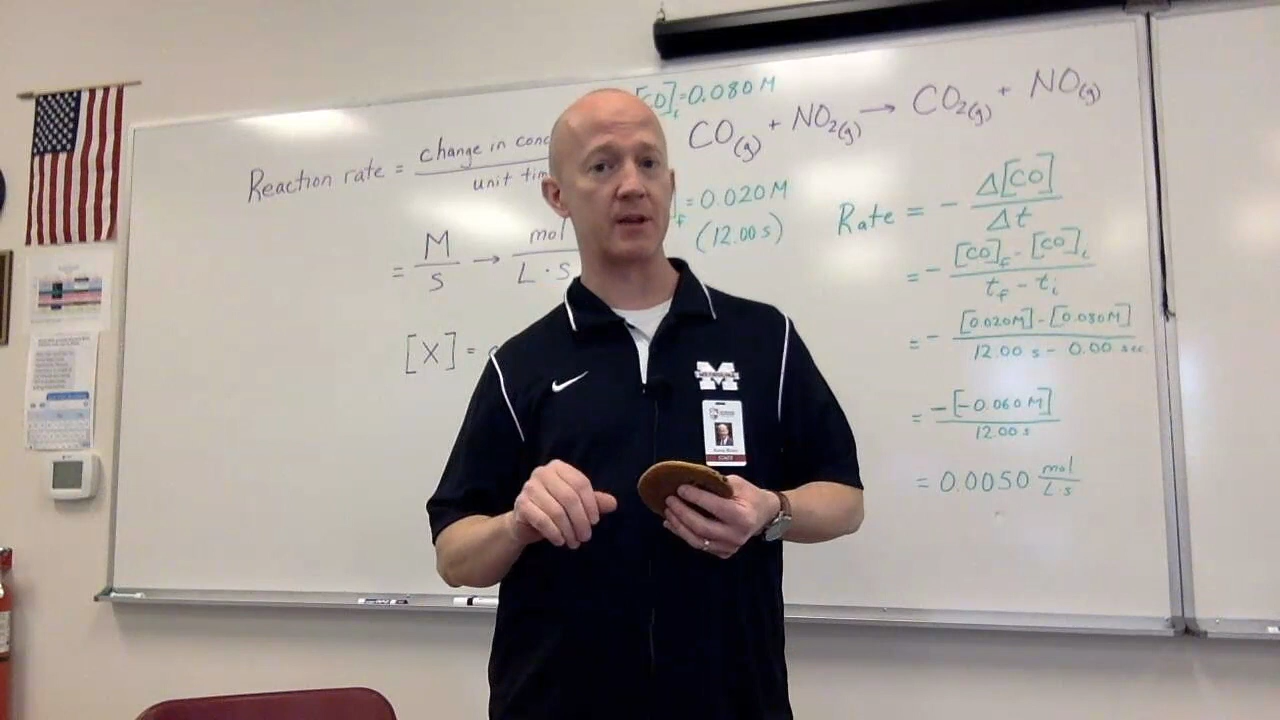 Reaction rate = change in conc
unit tim
= M/s → mol
L·s
[X] =
[CO]f = 0.080 M
= 0.020 M
(12.00 s)
CO(g) + NO2(g) → CO2(g) + NO(g)
Rate = - Δ[CO]
Δt
= - [CO]f - [CO]i
tf - ti
= - [0.020M] - [0.080M]
12.00 s - 0.00 sec
= -[-0.060 M]
12.00 s
= 0.0050 mol
L·s
M